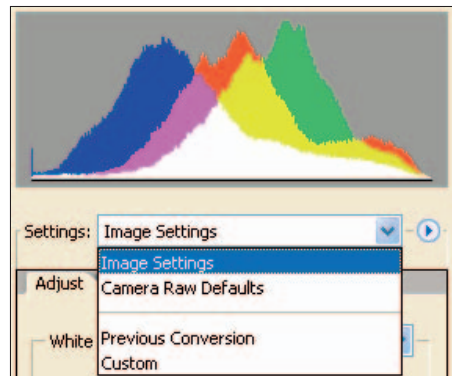 Settings: Image Settings
Image Settings
Adjust
Camera Raw Defaults
White
Previous Conversion
Custom